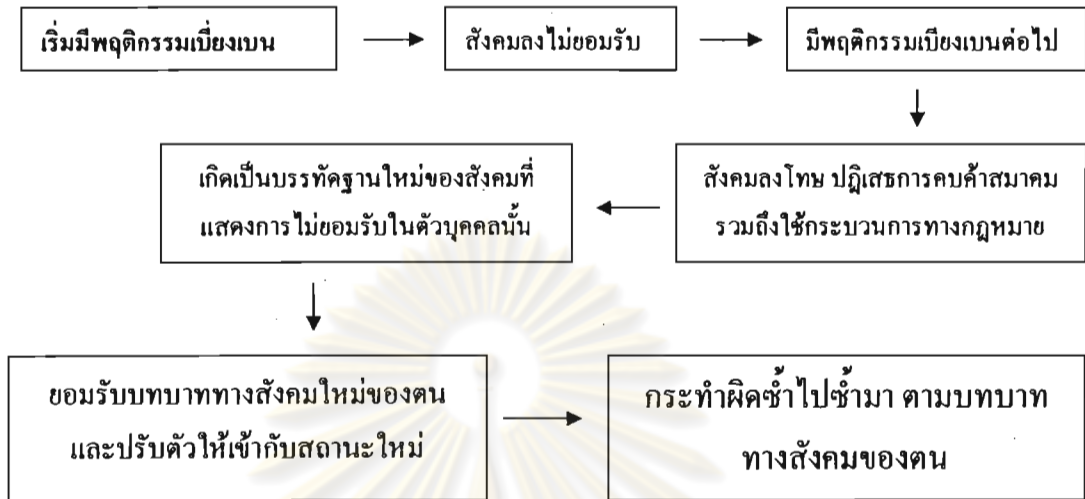 เริ่มมีพฤติกรรมเบี่ยงเบน
สังคมลงไม่ยอมรับ
มีพฤติกรรมเบียงเบนต่อไป
สังคมลงโทษ ปฏิเสธการคบค้าสมาคม
รวมถึงใช้กระบวนการทางกฎหมาย
เกิดเป็นบรรทัดฐานใหม่ของสังคมที่
แสดงการไม่ยอมรับในตัวบุคคลนั้น
ยอมรับบทบาททางสังคมใหม่ของตน
และปรับตัวให้เข้ากับสถานะใหม่
กระทำผิดซ้ำไปซ้ำมา ตามบทบาท
ทางสังคมของตน